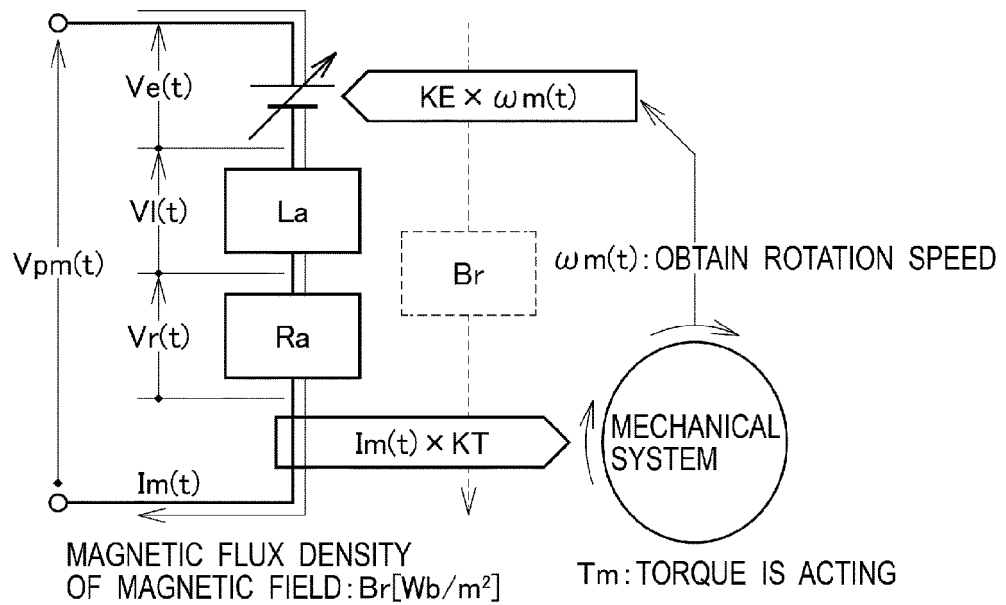 Ve(t)
KE × ωm(t)
Vl(t)
La
Vpm(t)
Br
ωm(t): OBTAIN ROTATION SPEED
Vr(t)
Ra
Im(t) × KT
MECHANICAL
SYSTEM
Im(t)
MAGNETIC FLUX DENSITY
OF MAGNETIC FIELD: Br[Wb/m²]
Tm: TORQUE IS ACTING